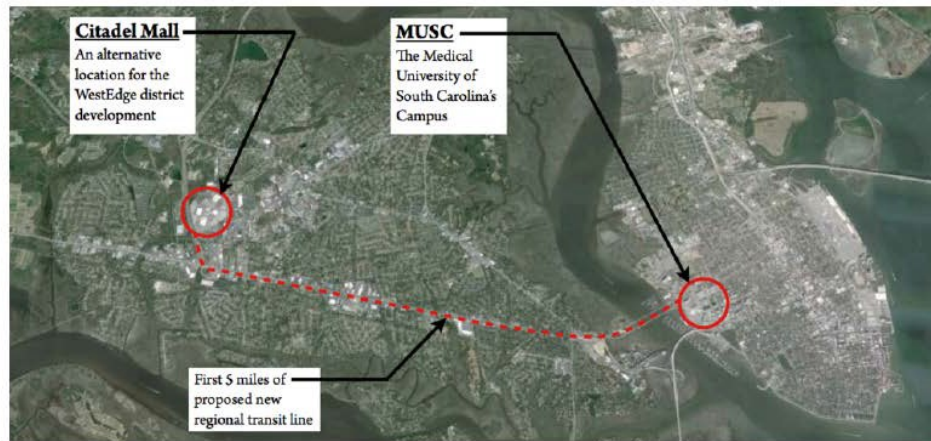 Citadel Mall
An alternative
location for the
WestEdge district
development
MUSC
The Medical
University of
South Carolina's
Campus
First 5 miles of
proposed new
regional transit line